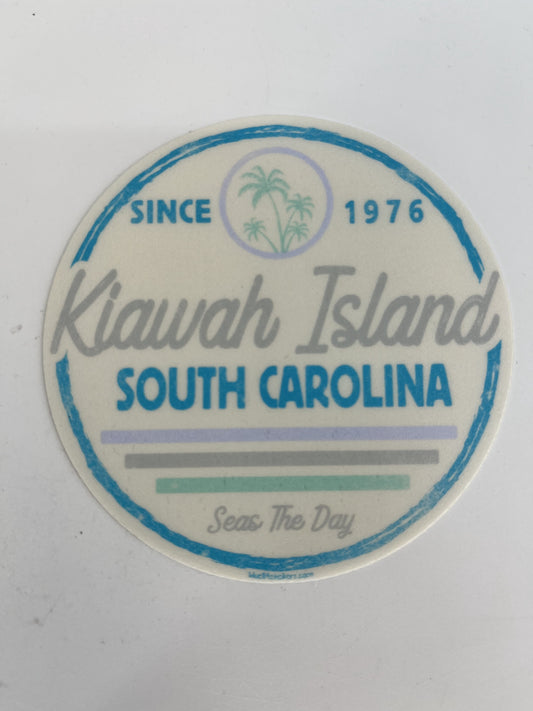 SINCE 1976
Kiawah Island
SOUTH CAROLINA
Seas The Day